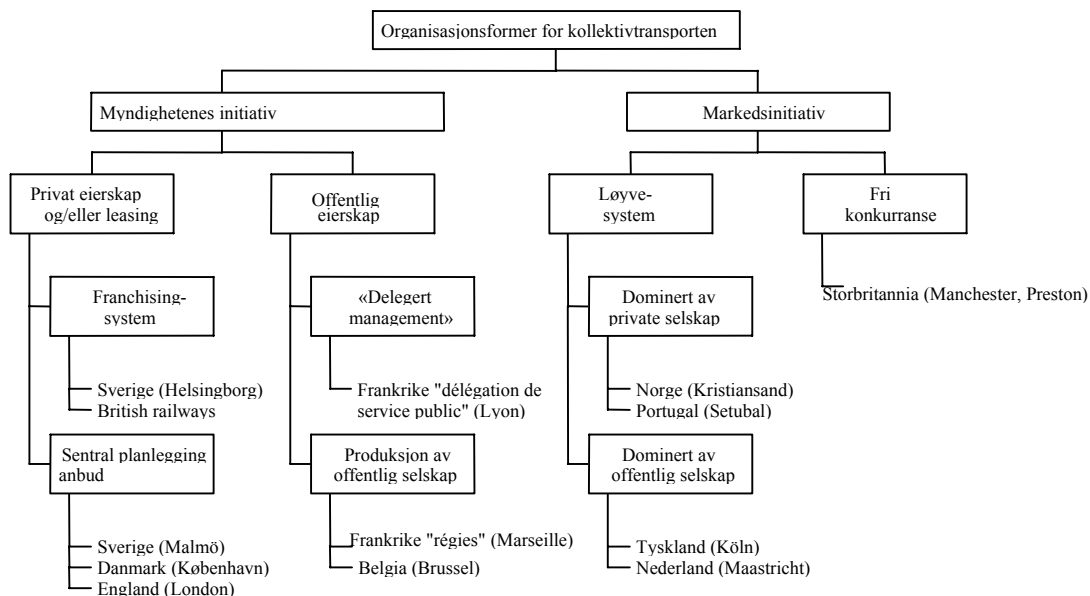 Organisasjonsformer for kollektivtransporten
Myndighetenes initiativ
Markedsinitiativ
Privat eierskap
og/eller leasing
Offentlig
eierskap
Løyve-
system
Fri
konkurranse
Franchising-
system
Sverige (Helsingborg)
British railways
Sentral planlegging
anbud
Sverige (Malmö)
Danmark (København)
England (London)
«Delegert
management»
Frankrike "délégation de
service public" (Lyon)
Produksjon av
offentlig selskap
Frankrike "régies" (Marseille)
Belgia (Brussel)
Dominert av
private selskap
Norge (Kristiansand)
Portugal (Setubal)
Dominert av
offentlig selskap
Tyskland (Köln)
Nederland (Maastricht)
Storbritannia (Manchester, Preston)